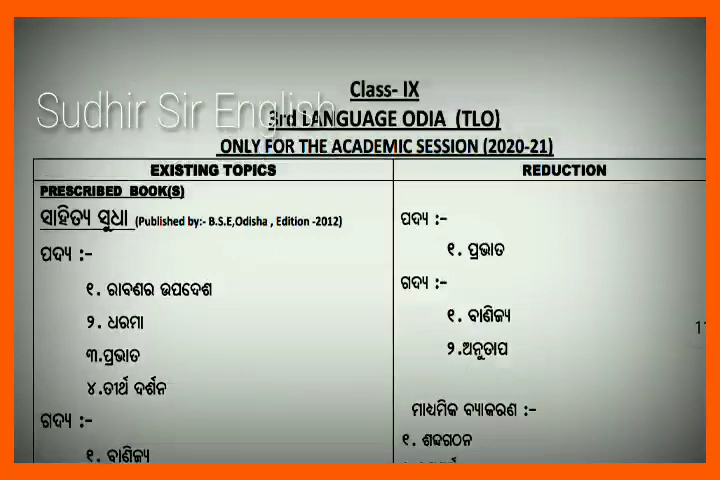 Sudhir Sir English
Class- IX
3rd LANGUAGE ODIA (TLO)
ONLY FOR THE ACADEMIC SESSION (2020-21)
EXISTING TOPICS
PRESCRIBED BOOK(S)
ସାହିତ୍ୟ ସୁଧା (Published by:- B.S.E,Odisha , Edition -2012)
ପଦ୍ୟ :-
୧. ରାବଣର ଉପଦେଶ
୨. ଧରମା
୩.ପ୍ରଭାତ
୪.ତୀର୍ଥ ଦର୍ଶନ
ଗଦ୍ୟ :-
୧. ବାଣିଜ୍ୟ
REDUCTION
ପଦ୍ୟ :-
୧. ପ୍ରଭାତ
ଗଦ୍ୟ :-
୧. ବାଣିଜ୍ୟ
୨.ଅନୁତାପ
ମାଧ୍ୟମିକ ବ୍ୟାକରଣ :-
୧. ଶବ୍ଦଗଠନ